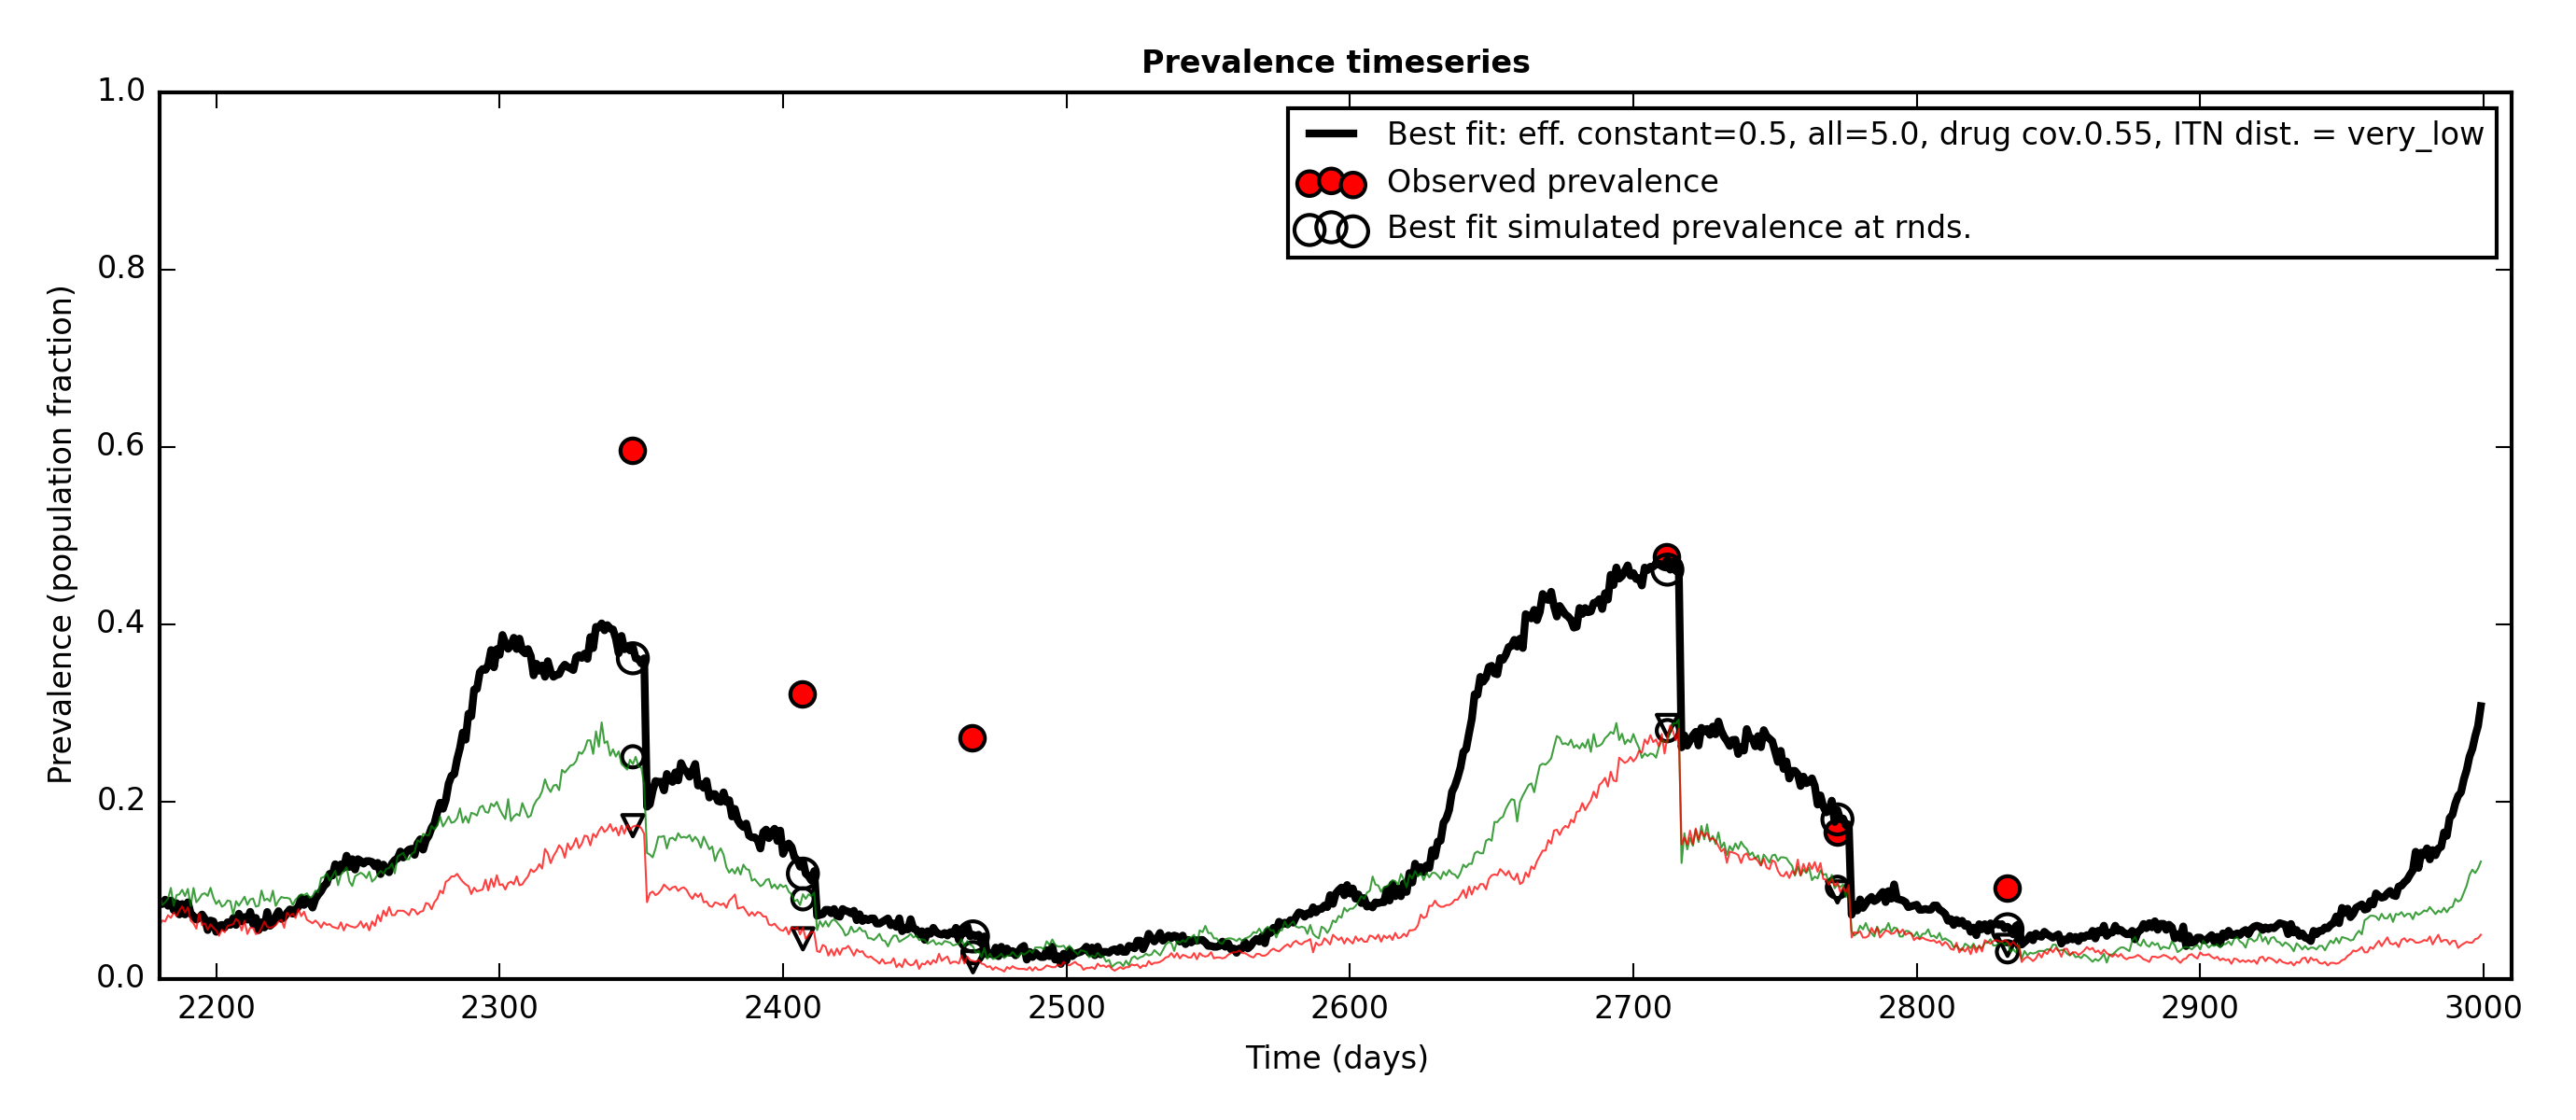 Prevalence timeseries
1.0
0.8
0.6
0.4
0.2
0.0
Prevalence (population fraction)
Best fit: eff. constant=0.5, all=5.0, drug cov.0.55, ITN dist. = very_low
Observed prevalence
Best fit simulated prevalence at rnds.
2200 2300 2400 2500 2600 2700 2800 2900 3000
Time (days)